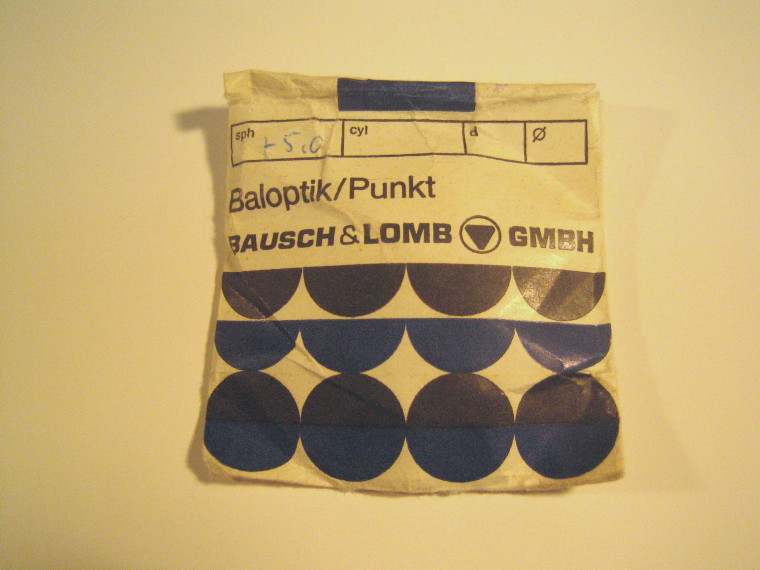 sph +5,0 cyl d Ø
Baloptik/Punkt
BAUSCH & LOMB GMBH